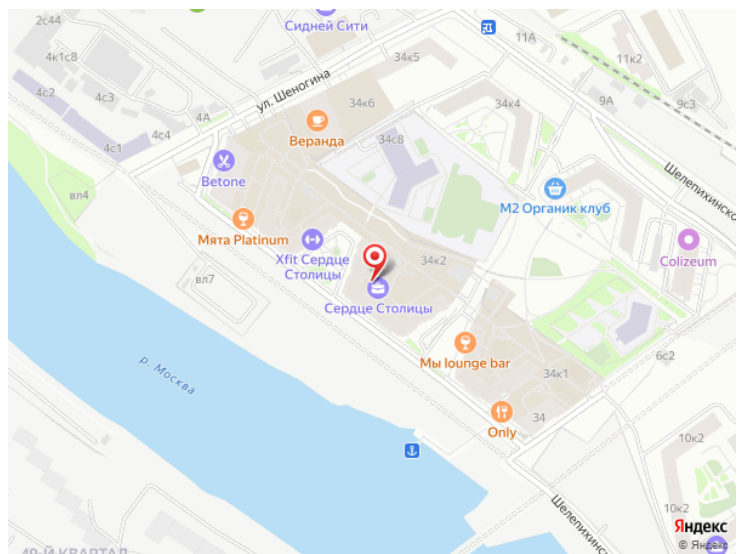 2с44
Сидней Сити
11А
4к1с8
34к5
11к2
ул. Шеногина
4с2
4с3
34к6
34к4
9А
9с3
4А
4с4
Веранда
4с1
34с8
Betone
Шелепихинско
вл4
М2 Органик клуб
Мята Platinum
Xfit Сердце
Столицы
34к2
Colizeum
вл7
Сердце Столицы
6с2
Мы lounge bar
р. Москва
34к1
34
Only
10к2
Шелепихинско
10к2
Яндекс
49-Й КВАРТАЛ
© Яндекс